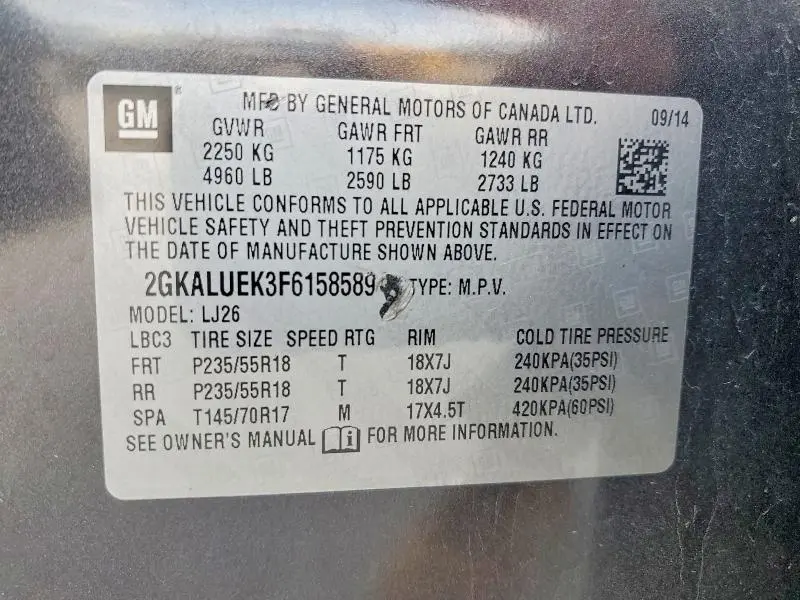 GM ®
MFD BY GENERAL MOTORS OF CANADA LTD. 09/14
GVWR GAWR FRT GAWR RR
2250 KG 1175 KG 1240 KG
4960 LB 2590 LB 2733 LB
THIS VEHICLE CONFORMS TO ALL APPLICABLE U.S. FEDERAL MOTOR
VEHICLE SAFETY AND THEFT PREVENTION STANDARDS IN EFFECT ON
THE DATE OF MANUFACTURE SHOWN ABOVE.
2GKALUEK3F6158589 TYPE: M.P.V.
MODEL: LJ26
LBC3 TIRE SIZE SPEED RTG RIM COLD TIRE PRESSURE
FRT P235/55R18 T 18X7J 240KPA(35PSI)
RR P235/55R18 T 18X7J 240KPA(35PSI)
SPA T145/70R17 M 17X4.5T 420KPA(60PSI)
SEE OWNER'S MANUAL i FOR MORE INFORMATION.